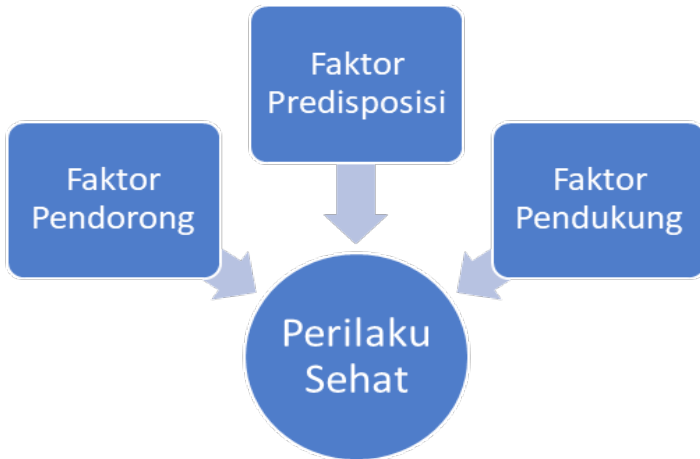 Faktor
Predisposisi
Faktor
Pendorong
Faktor
Pendukung
Perilaku
Sehat